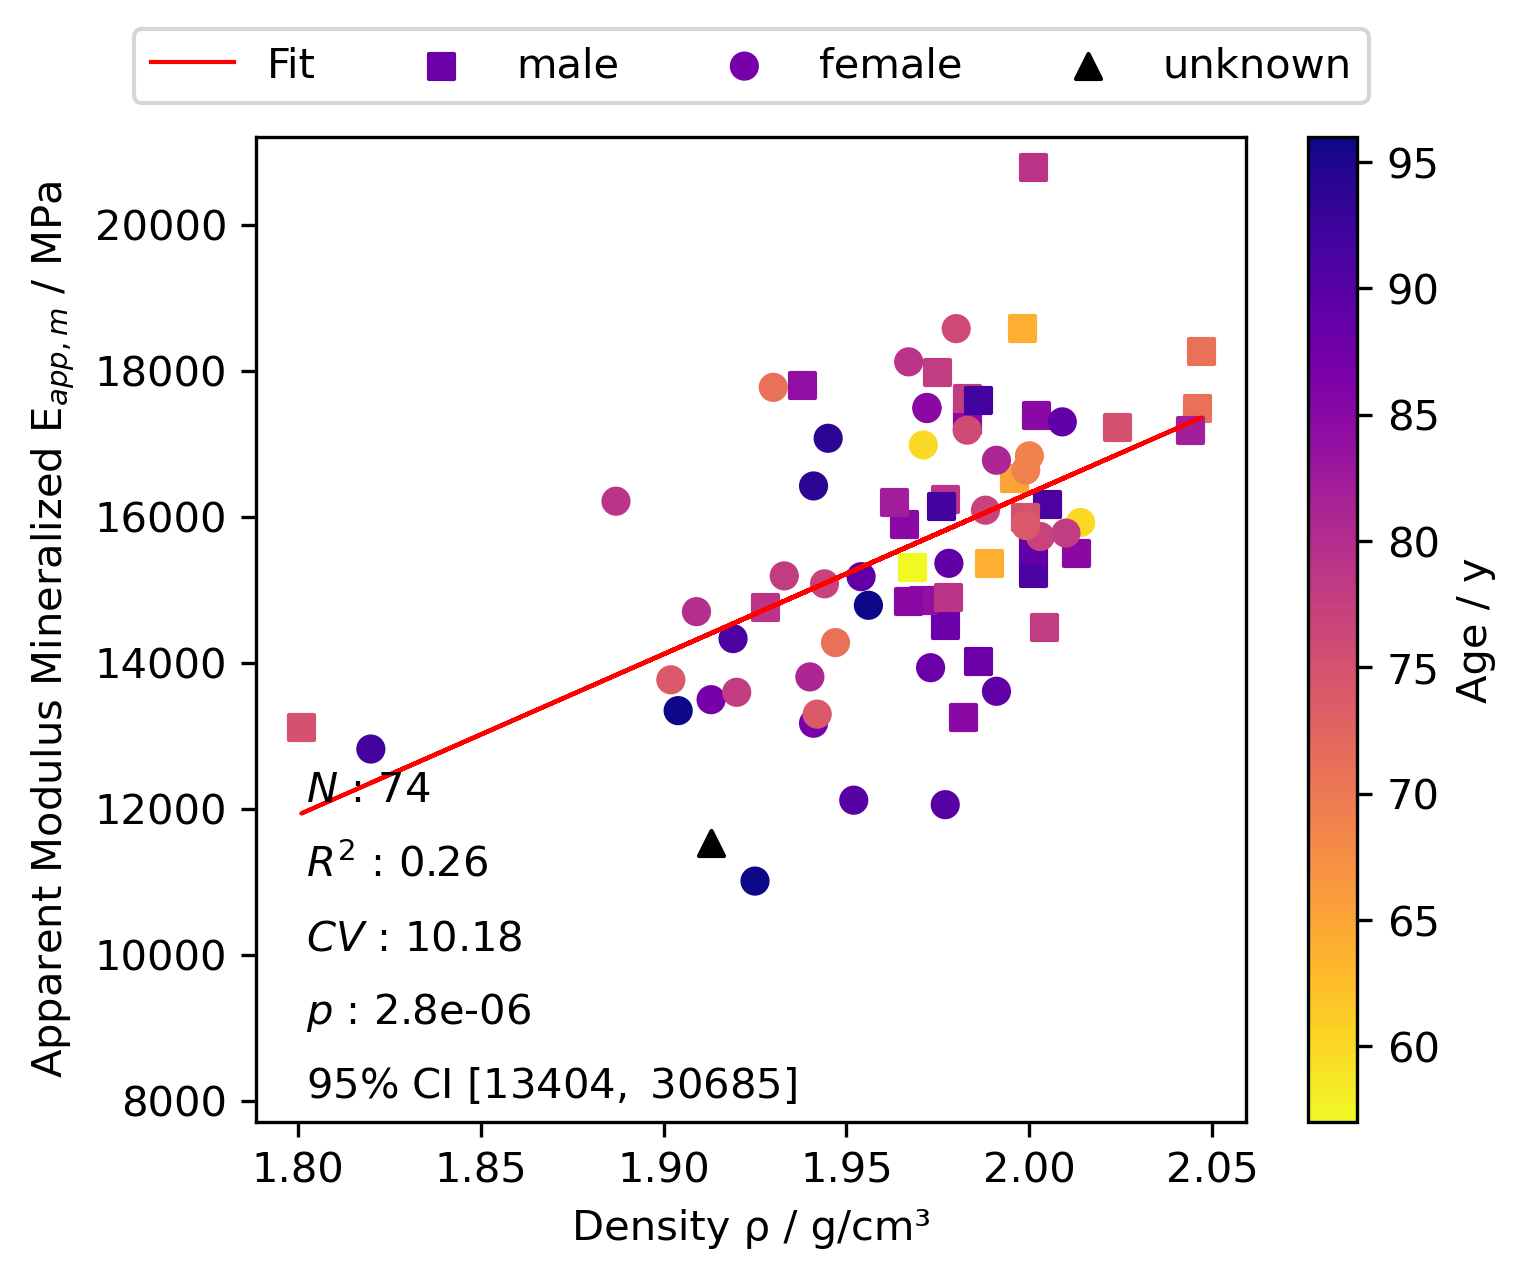 Fit male female unknown
Apparent Modulus Mineralized E_app,m / MPa
20000
18000
16000
14000
12000
10000
8000
N : 74
R² : 0.26
CV : 10.18
p : 2.8e-06
95% CI [13404, 30685]
1.80 1.85 1.90 1.95 2.00 2.05
Density ρ / g/cm³
95
90
85
80
75
70
65
60
Age / y